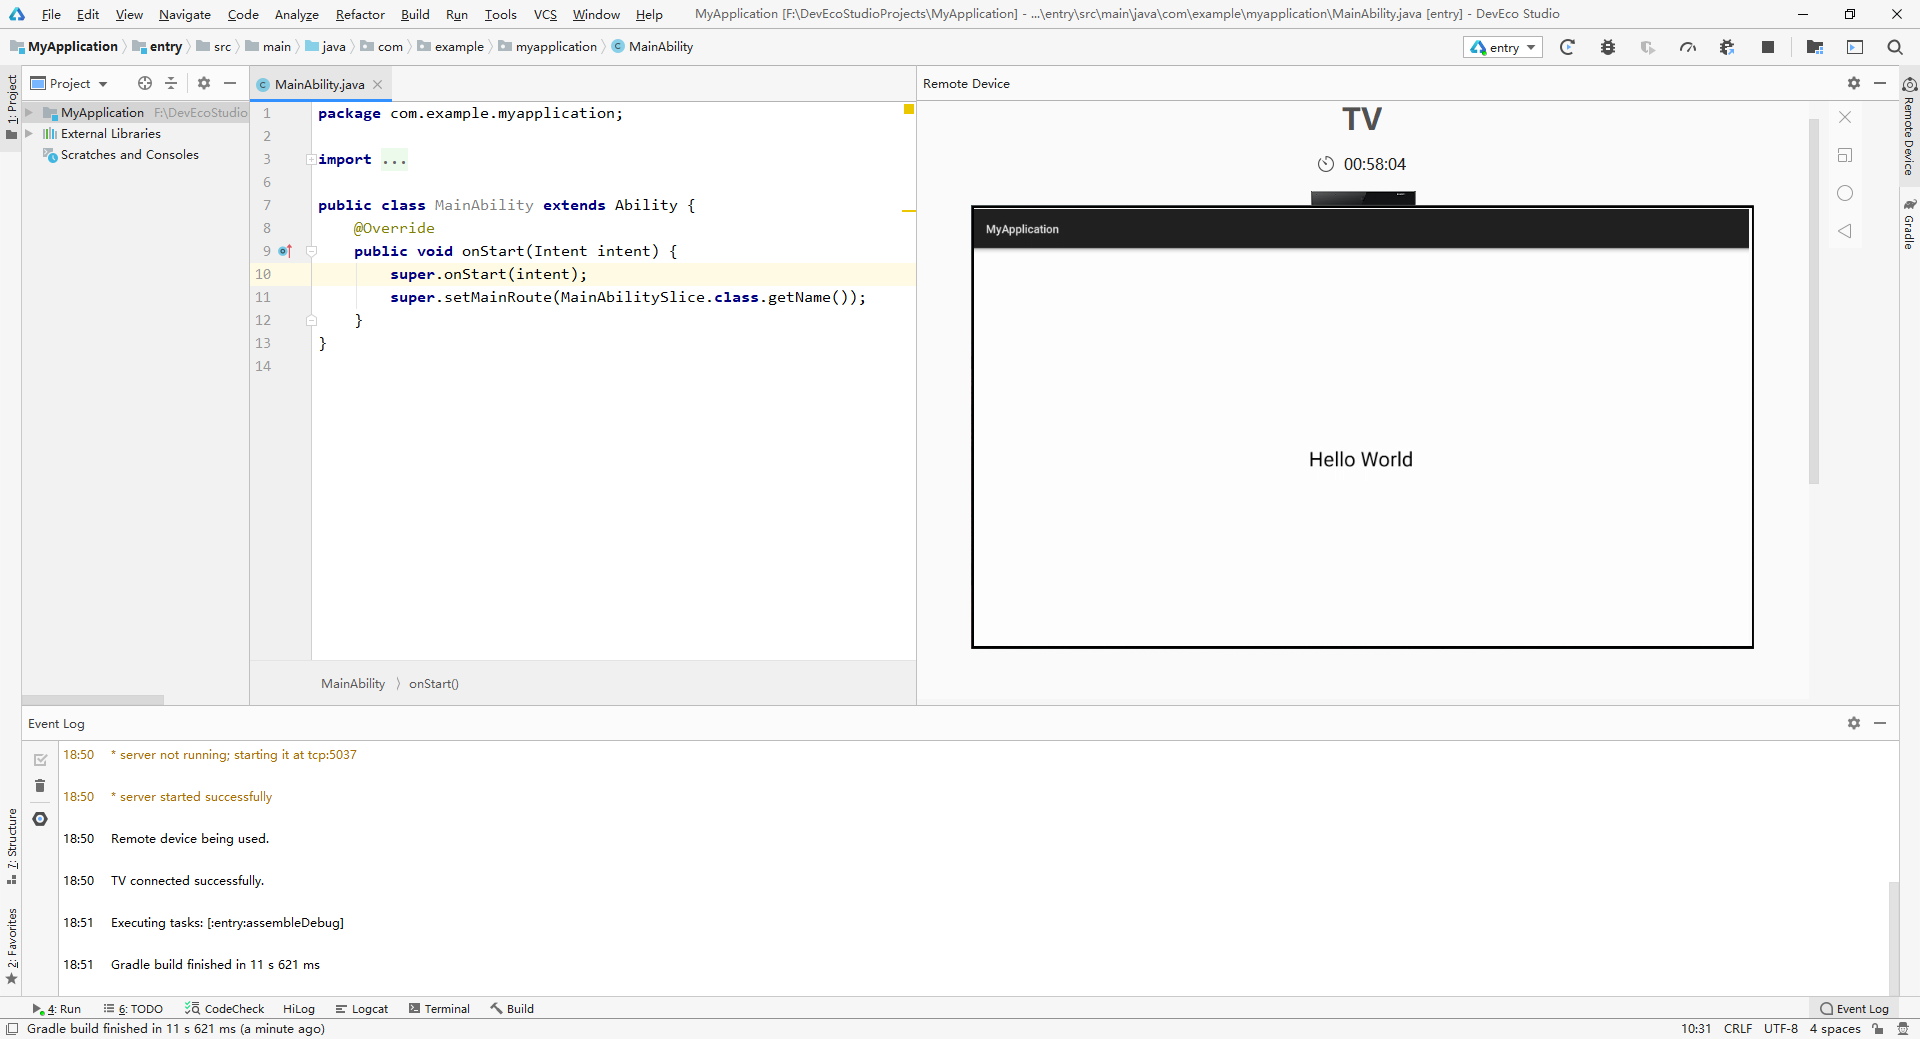 File Edit View Navigate Code Analyze Refactor Build Run Tools VCS Window Help MyApplication [F:\DevEcoStudioProjects\MyApplication] - ...\entry\src\main\java\com\example\myapplication\MainAbility.java [entry] - DevEco Studio
MyApplication entry src main java com example myapplication MainAbility entry
1: Project
Project
MyApplication F:\DevEcoStudio
External Libraries
Scratches and Consoles
MainAbility.java
1 package com.example.myapplication;
2
3 import ...
6
7 public class MainAbility extends Ability {
8 @Override
9 public void onStart(Intent intent) {
10 super.onStart(intent);
11 super.setMainRoute(MainAbilitySlice.class.getName());
12 }
13 }
14
MainAbility onStart()
Remote Device
TV
00:58:04
MyApplication
Hello World
Remote Device
Gradle
Event Log
18:50 * server not running; starting it at tcp:5037
18:50 * server started successfully
18:50 Remote device being used.
18:50 TV connected successfully.
18:51 Executing tasks: [:entry:assembleDebug]
18:51 Gradle build finished in 11 s 621 ms
7: Structure
2: Favorites
4: Run 6: TODO CodeCheck HiLog Logcat Terminal Build Event Log
Gradle build finished in 11 s 621 ms (a minute ago) 10:31 CRLF UTF-8 4 spaces